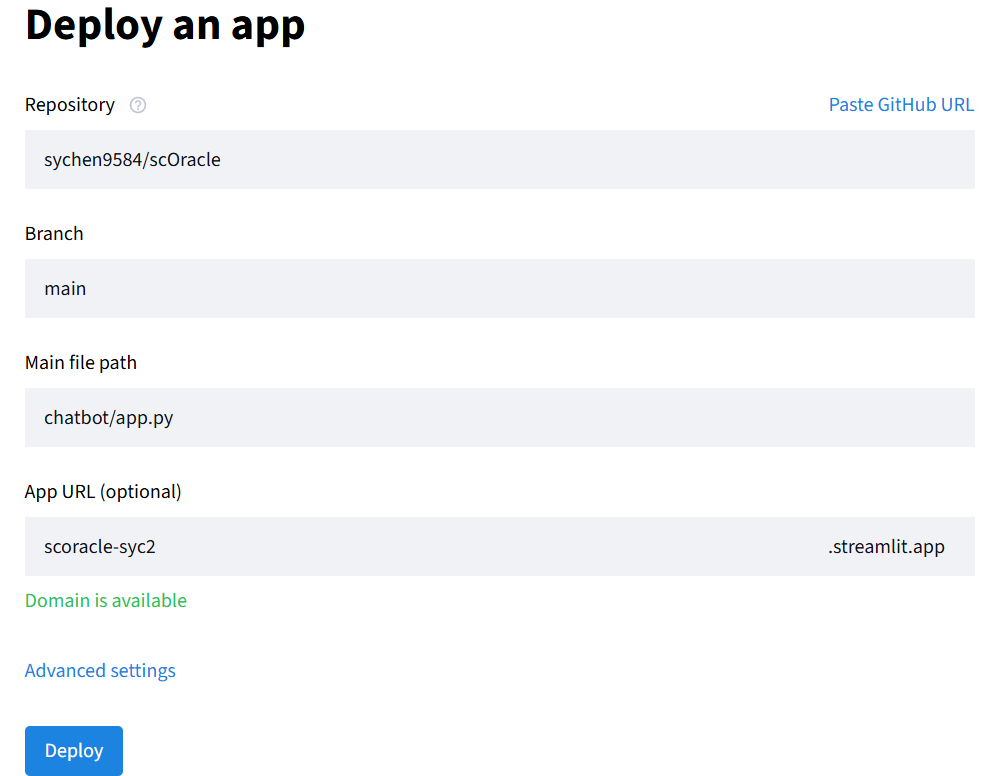 Deploy an app
Repository
Paste GitHub URL
sychen9584/scOracle
Branch
main
Main file path
chatbot/app.py
App URL (optional)
scoracle-syc2 .streamlit.app
Domain is available
Advanced settings
Deploy